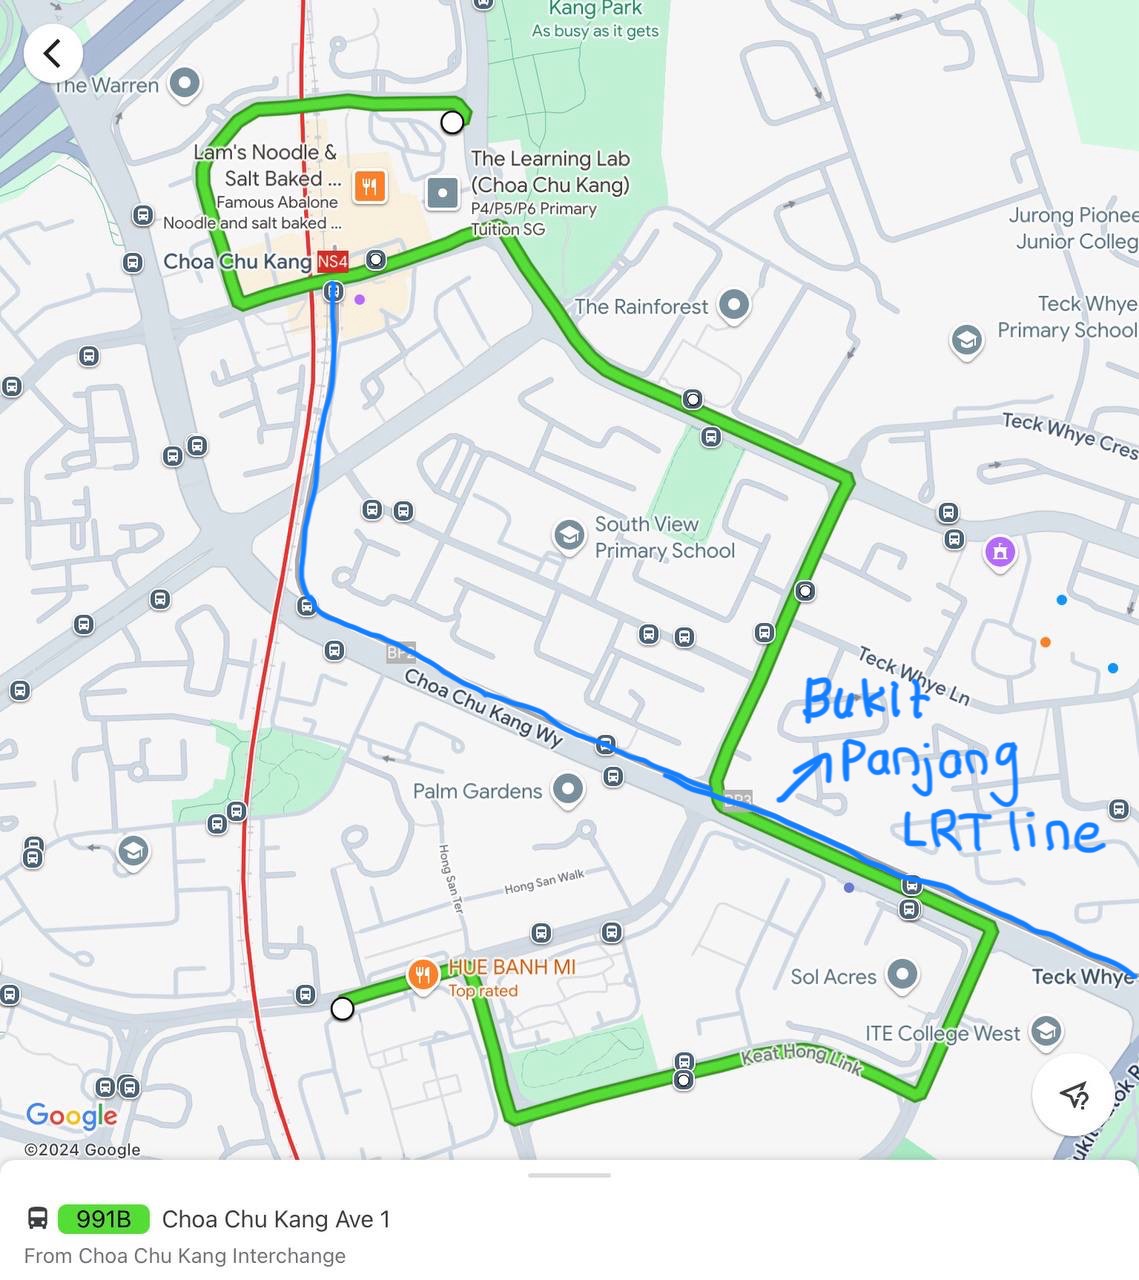 Kang Park
As busy as it gets
The Warren
Lam's Noodle &
Salt Baked ...
Famous Abalone
Noodle and salt baked ...
The Learning Lab
(Choa Chu Kang)
P4/P5/P6 Primary
Tuition SG
Jurong Pionee
Junior Colleg
Choa Chu Kang NS4
The Rainforest
Teck Whye
Primary School
Teck Whye Cres
South View
Primary School
BP2
Teck Whye Ln
Choa Chu Kang Wy
Bukit
Panjang
LRT line
Palm Gardens
BP3
Hong San Ter
Hong San Walk
HUE BANH MI
Top rated
Sol Acres
Teck Whye
ITE College West
Keat Hong Link
Google
©2024 Google
991B Choa Chu Kang Ave 1
From Choa Chu Kang Interchange